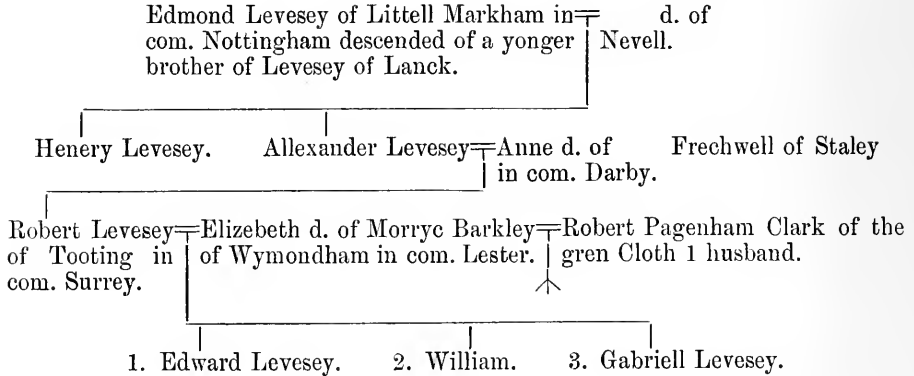 Edmond Levesey of Littell Markham in d. of
com. Nottingham descended of a yonger Nevell.
brother of Levesey of Lanck.
Henery Levesey. Allexander Levesey Anne d. of Frechwell of Staley
in com. Darby.
Robert Levesey Elizebeth d. of Morryc Barkley Robert Pagenham Clark of the
of Tooting in of Wymondham in com. Lester. gren Cloth 1 husband.
com. Surrey.
1. Edward Levesey. 2. William. 3. Gabriell Levesey.